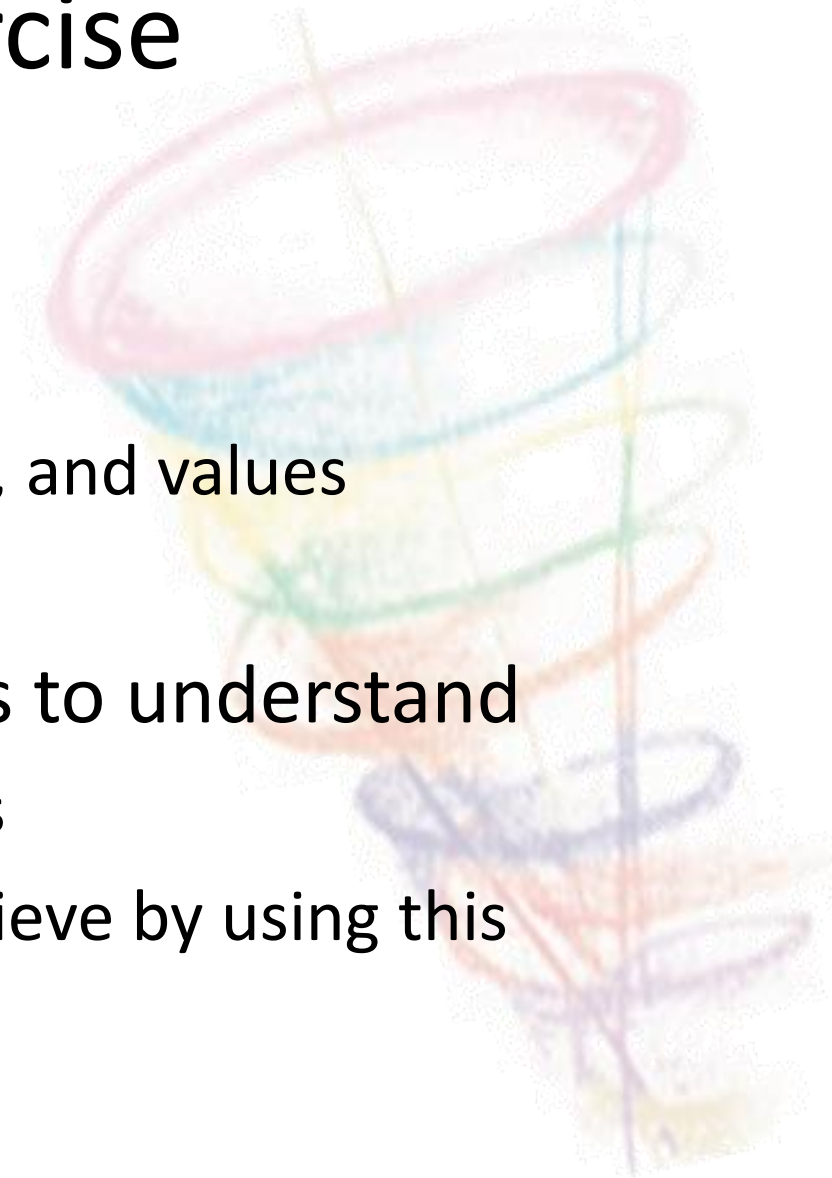 rcise
, and values
s to understand
s
ieve by using this